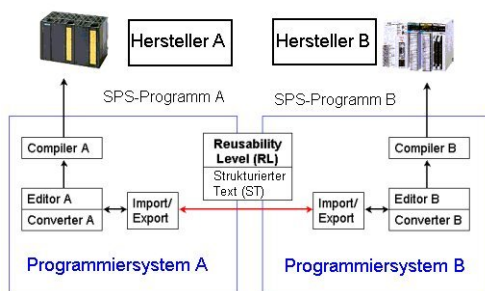 Hersteller A
Hersteller B
SPS-Programm A
SPS-Programm B
Compiler A
Reusability
Level (RL)
Strukturierter
Text (ST)
Compiler B
Editor A
Converter A
Import/
Export
Import/
Export
Editor B
Converter B
Programmiersystem A
Programmiersystem B